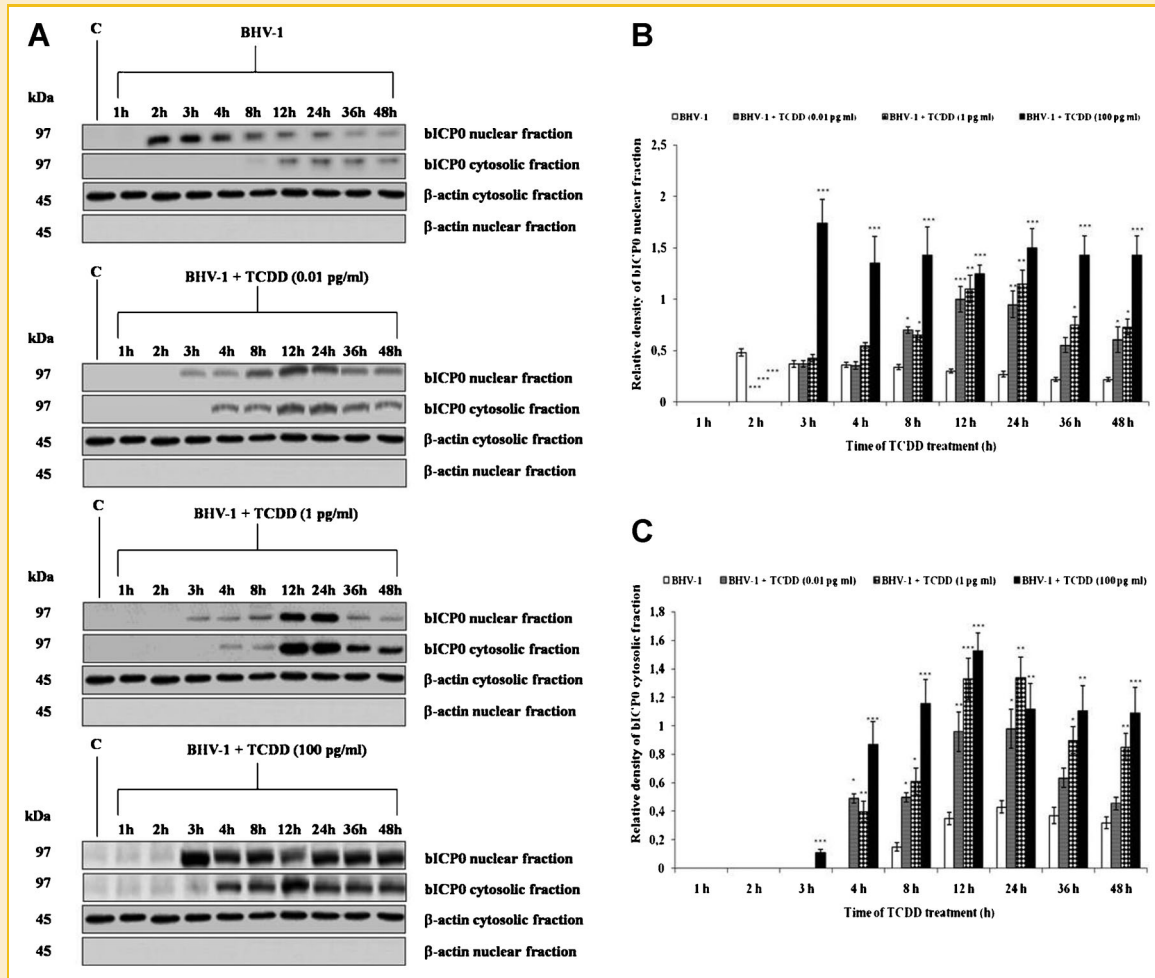 A
C
BHV-1
kDa
1h 2h 3h 4h 8h 12h 24h 36h 48h
97 bICP0 nuclear fraction
97 bICP0 cytosolic fraction
45 β-actin cytosolic fraction
45 β-actin nuclear fraction
C
BHV-1 + TCDD (0.01 pg/ml)
kDa
1h 2h 3h 4h 8h 12h 24h 36h 48h
97 bICP0 nuclear fraction
97 bICP0 cytosolic fraction
45 β-actin cytosolic fraction
45 β-actin nuclear fraction
C
BHV-1 + TCDD (1 pg/ml)
kDa
1h 2h 3h 4h 8h 12h 24h 36h 48h
97 bICP0 nuclear fraction
97 bICP0 cytosolic fraction
45 β-actin cytosolic fraction
45 β-actin nuclear fraction
C
BHV-1 + TCDD (100 pg/ml)
kDa
1h 2h 3h 4h 8h 12h 24h 36h 48h
97 bICP0 nuclear fraction
97 bICP0 cytosolic fraction
45 β-actin cytosolic fraction
45 β-actin nuclear fraction
B
BHV-1 BHV-1 + TCDD (0.01 pg ml) BHV-1 + TCDD (1 pg ml) BHV-1 + TCDD (100 pg ml)
Relative density of bICP0 nuclear fraction
2,5
2
1,5
1
0,5
0
*** *** *** *** *** *** *** *** * * *** ** *** ** ** *** * *** * * ***
1 h 2 h 3 h 4 h 8 h 12 h 24 h 36 h 48 h
Time of TCDD treatment (h)
C
BHV-1 BHV-1 + TCDD (0.01 pg ml) BHV-1 + TCDD (1 pg ml) BHV-1 + TCDD (100 pg ml)
Relative density of bICP0 cytosolic fraction
1,8
1,6
1,4
1,2
1
0,8
0,6
0,4
0,2
0
*** * ** *** * * *** ** *** *** * ** ** * ** ** ***
1 h 2 h 3 h 4 h 8 h 12 h 24 h 36 h 48 h
Time of TCDD treatment (h)